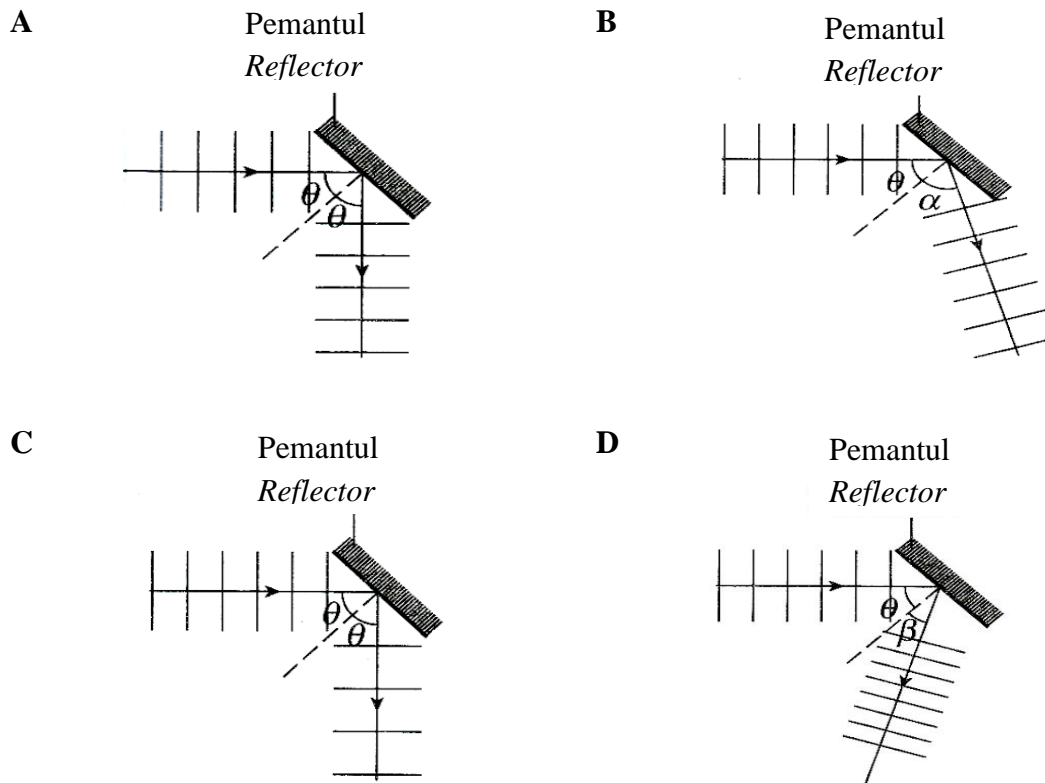 A
Pemantul
Reflector
θ
θ
B
Pemantul
Reflector
θ
α
C
Pemantul
Reflector
θ
θ
D
Pemantul
Reflector
θ
β